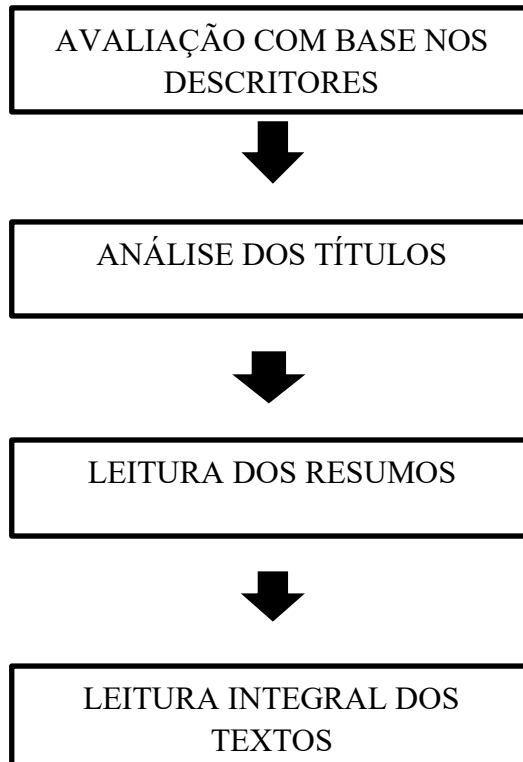 AVALIAÇÃO COM BASE NOS
DESCRITORES
ANÁLISE DOS TÍTULOS
LEITURA DOS RESUMOS
LEITURA INTEGRAL DOS
TEXTOS